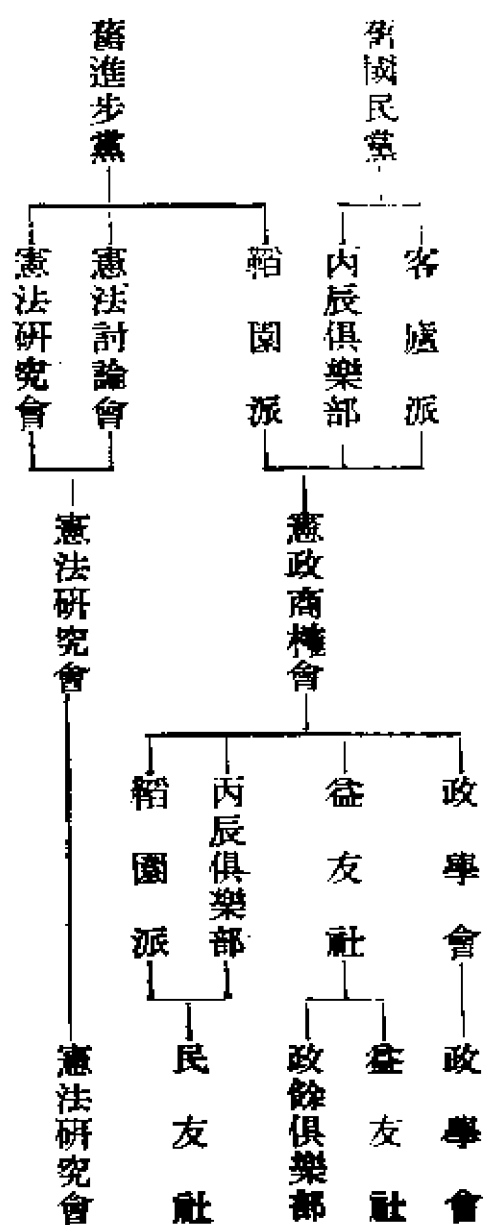 舊國民黨
舊進步黨
客廬派
丙辰俱樂部
韜園派
憲法討論會
憲法研究會
憲政商榷會
憲法研究會
政學會
益友社
丙辰俱樂部
韜園派
政學會
益友社
政餘俱樂部
民友社
憲法研究會